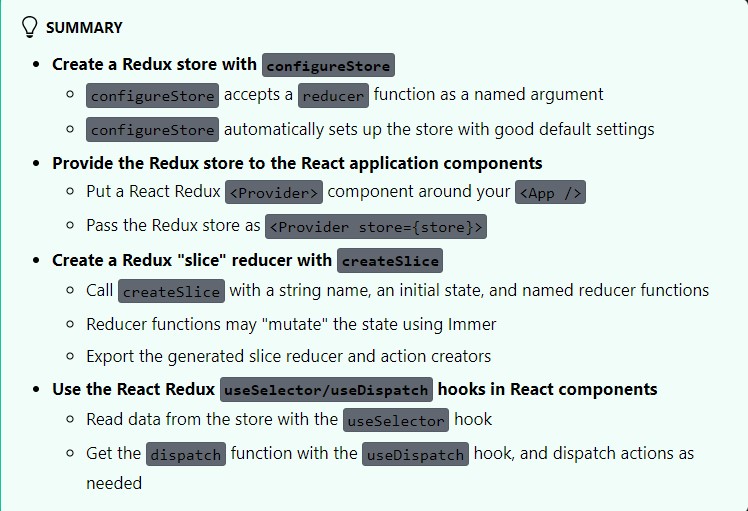 SUMMARY
Create a Redux store with configureStore
configureStore accepts a reducer function as a named argument
configureStore automatically sets up the store with good default settings
Provide the Redux store to the React application components
Put a React Redux <Provider> component around your <App />
Pass the Redux store as <Provider store={store}>
Create a Redux "slice" reducer with createSlice
Call createSlice with a string name, an initial state, and named reducer functions
Reducer functions may "mutate" the state using Immer
Export the generated slice reducer and action creators
Use the React Redux useSelector/useDispatch hooks in React components
Read data from the store with the useSelector hook
Get the dispatch function with the useDispatch hook, and dispatch actions as
needed